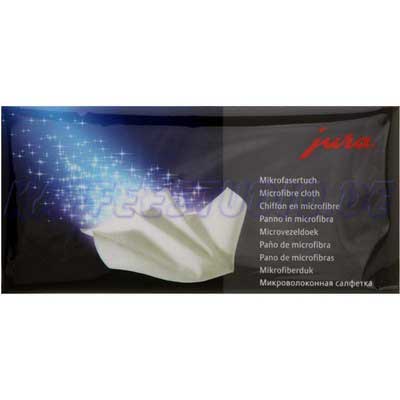 jura
Mikrofasertuch
Microfibre cloth
Chiffon en microfibre
Panno in microfibra
Microvezeldoek
Paño de microfibra
Pano de microfibras
Mikrofiberduk
Микроволоконная салфетка